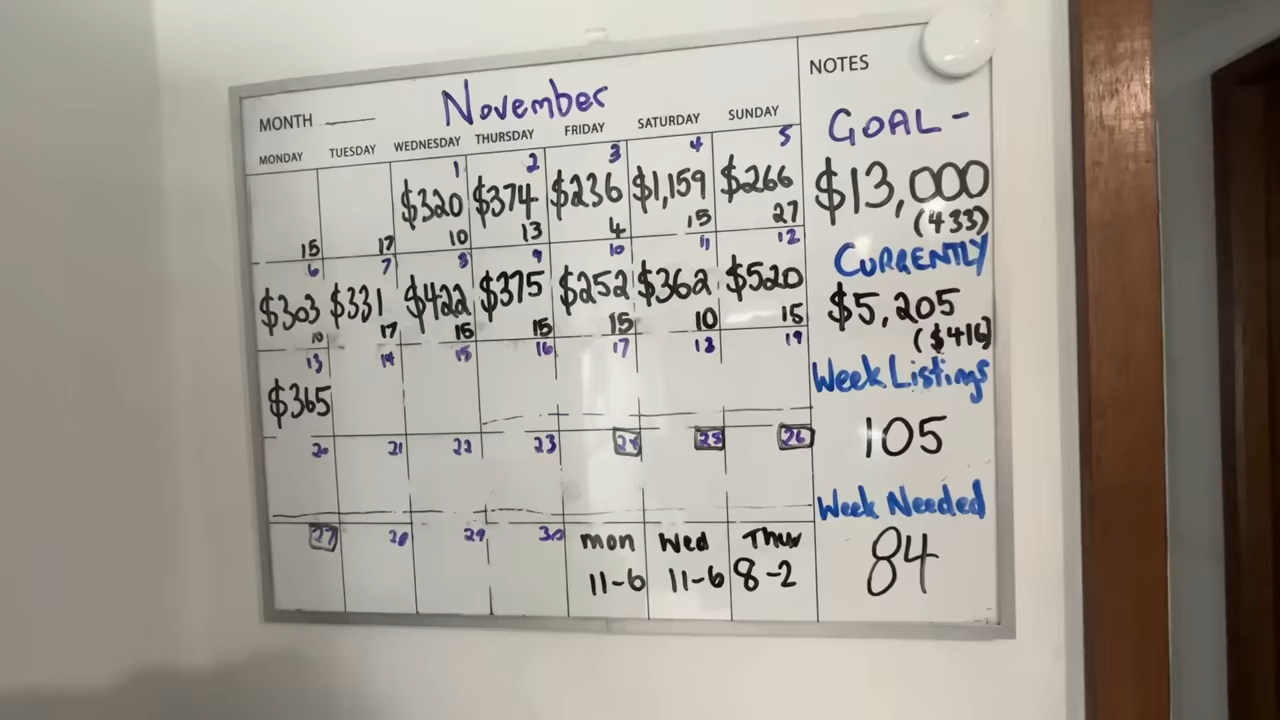 NOTES
MONTH
November
GOAL -
MONDAY TUESDAY WEDNESDAY THURSDAY FRIDAY SATURDAY SUNDAY
1 2 3 4 5
$320 $374 $236 $1,159 $266
$13,000
(433)
15 17 10 13 4 15 27
6 7 8 9 10 11 12
CURRENTLY
$303 $331 $422 $375 $252 $362 $520
$5,205
($416)
10 17 15 15 15 10 15
13 14 15 16 17 18 19
Week Listings
$365
105
20 21 22 23 24 25 26
Week Needed
84
27 28 29 30
mon Wed Thur
11-6 11-6 8-2